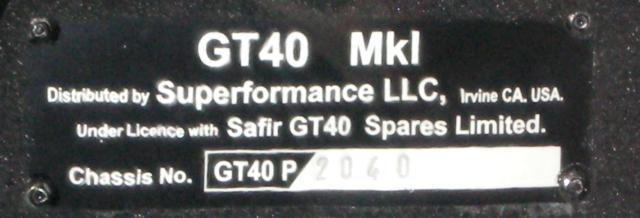 GT40 MkI
Distributed by Superformance LLC, Irvine CA. USA.
Under Licence with Safir GT40 Spares Limited.
Chassis No. GT40 P/2040